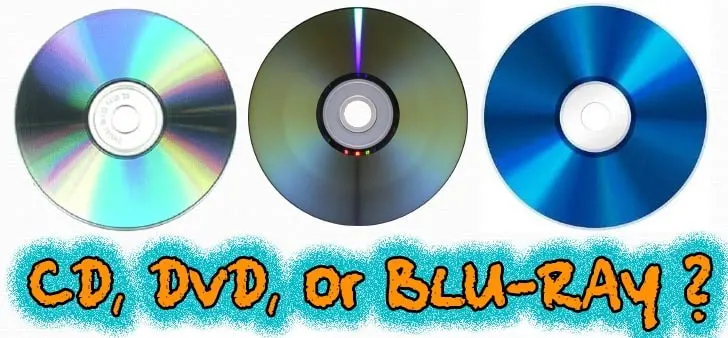 CD, DvD, or BLU-RAy ?